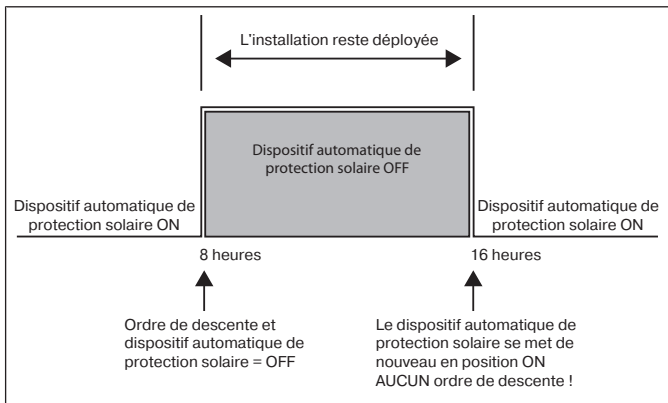 L'installation reste déployée
Dispositif automatique de
protection solaire OFF
Dispositif automatique de
protection solaire ON
Dispositif automatique de
protection solaire ON
8 heures
16 heures
Ordre de descente et
dispositif automatique de
protection solaire = OFF
Le dispositif automatique de
protection solaire se met de
nouveau en position ON
AUCUN ordre de descente !